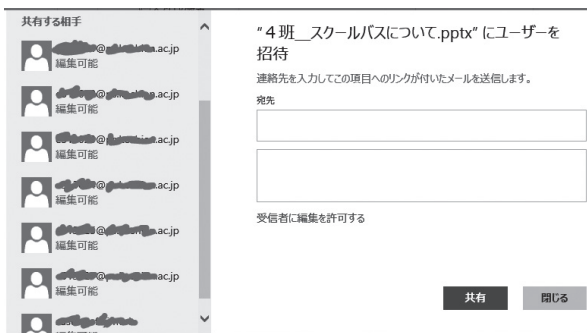 共有する相手
@ .ac.jp
編集可能
@ .ac.jp
編集可能
@ .ac.jp
編集可能
@ .ac.jp
編集可能
@ .ac.jp
編集可能
@ ac.jp
編集可能
"４班__スクールバスについて.pptx" にユーザーを
招待
連絡先を入力してこの項目へのリンクが付いたメールを送信します。
宛先
受信者に編集を許可する
共有
閉じる